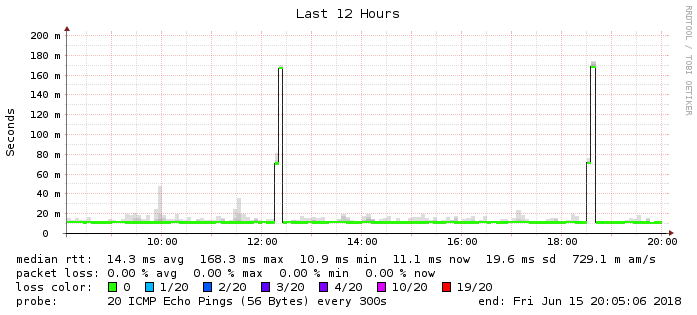 Last 12 Hours
RRDTOOL / TOBI OETIKER
Seconds
200 m
180 m
160 m
140 m
120 m
100 m
80 m
60 m
40 m
20 m
0
10:00 12:00 14:00 16:00 18:00 20:00
median rtt: 14.3 ms avg 168.3 ms max 10.9 ms min 11.1 ms now 19.6 ms sd 729.1 m am/s
packet loss: 0.00 % avg 0.00 % max 0.00 % min 0.00 % now
loss color: 0 1/20 2/20 3/20 4/20 10/20 19/20
probe: 20 ICMP Echo Pings (56 Bytes) every 300s end: Fri Jun 15 20:05:06 2018